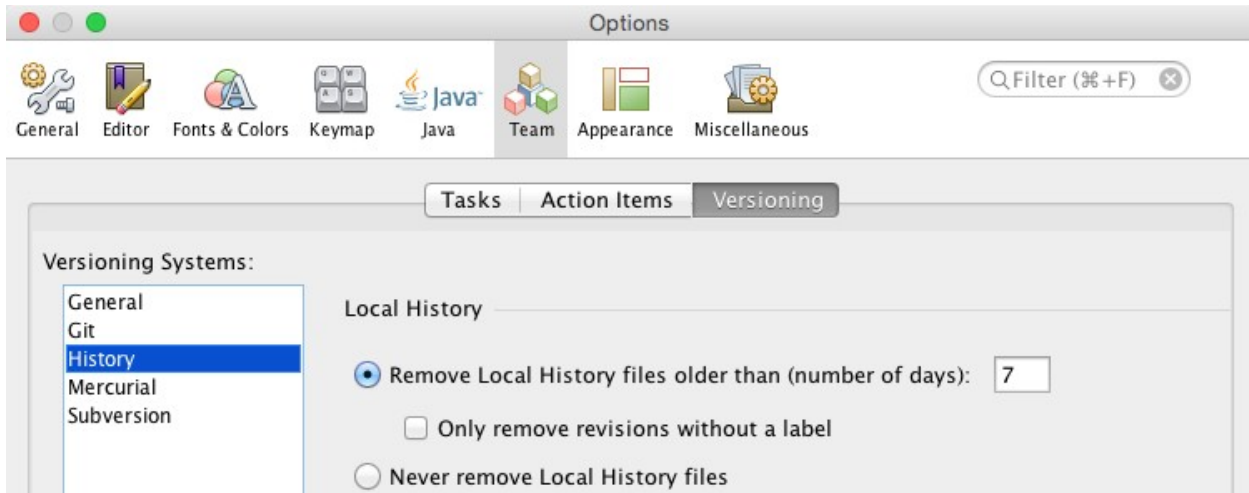 Options
Filter (⌘+F)
General Editor Fonts & Colors Keymap Java Team Appearance Miscellaneous
Java
Tasks Action Items Versioning
Versioning Systems:
General
Git
History
Mercurial
Subversion
Local History
Remove Local History files older than (number of days): 7
Only remove revisions without a label
Never remove Local History files